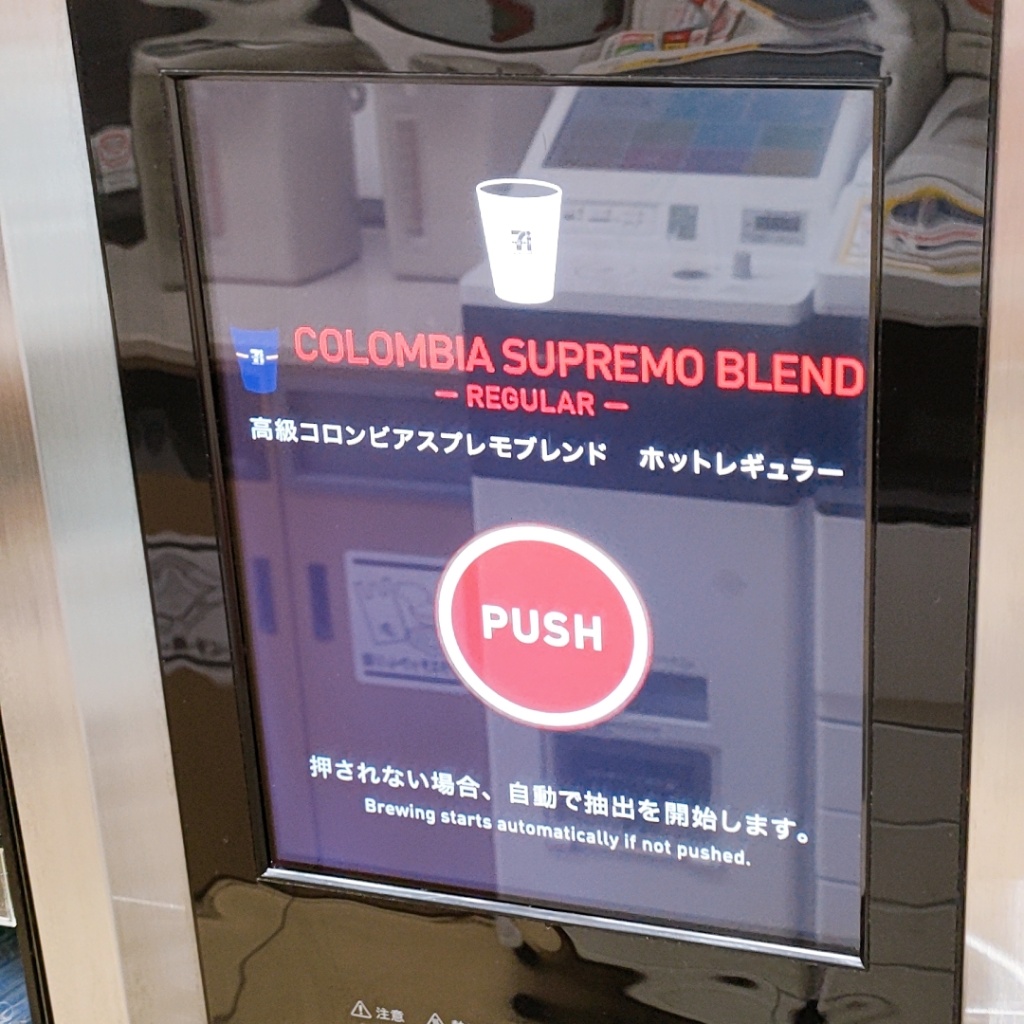 COLOMBIA SUPREMO BLEND
— REGULAR —
高級コロンビアスプレモブレンド ホットレギュラー
PUSH
押されない場合、自動で抽出を開始します。
Brewing starts automatically if not pushed.
注意